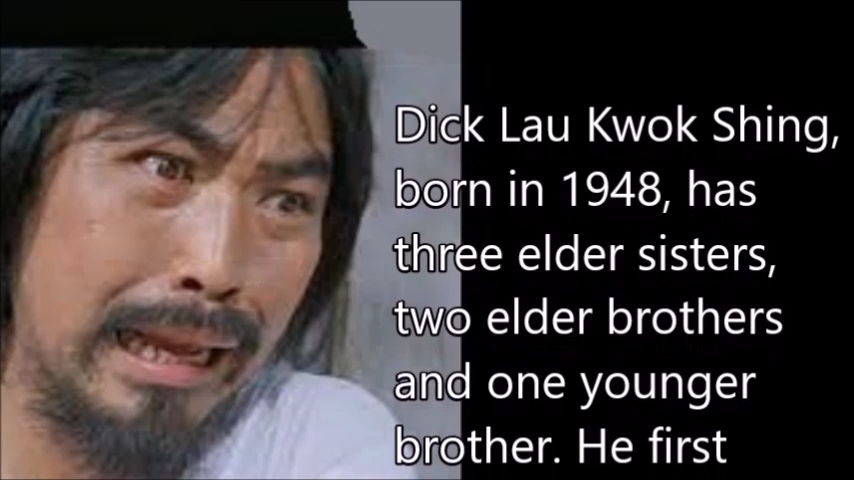 Dick Lau Kwok Shing,
born in 1948, has
three elder sisters,
two elder brothers
and one younger
brother. He first